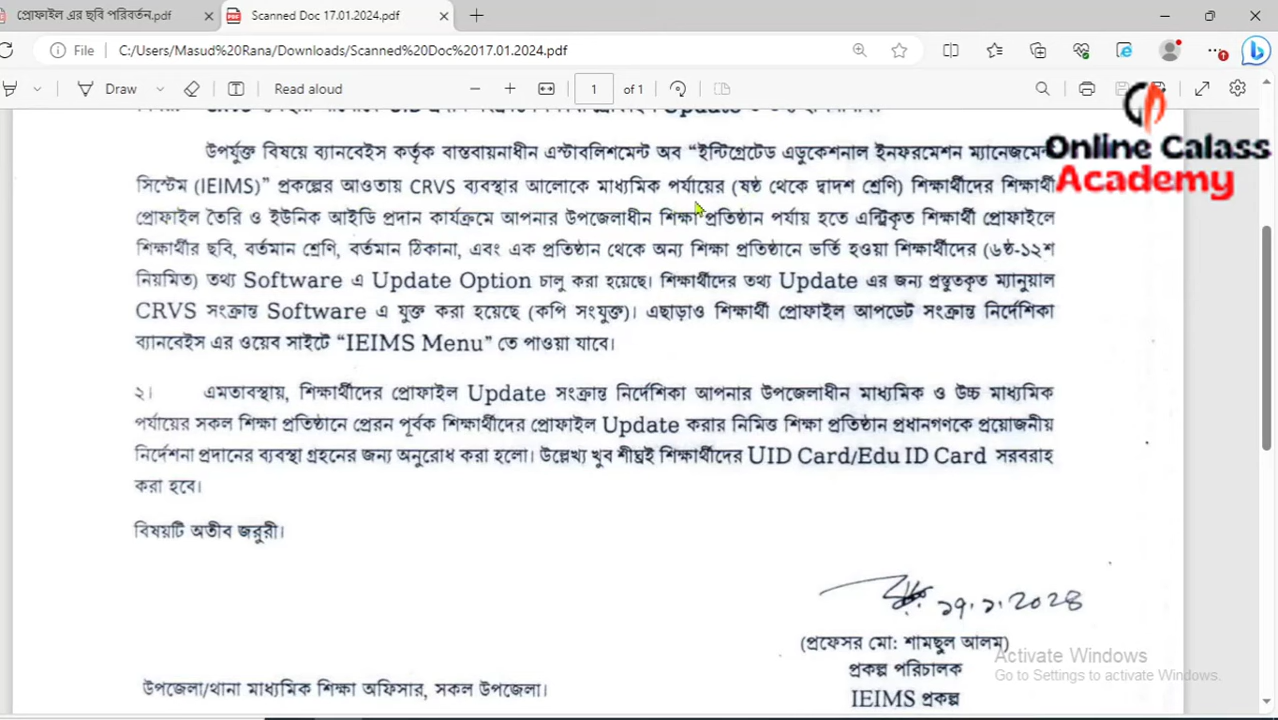 প্রোফাইল এর ছবি পরিবর্তন.pdf
Scanned Doc 17.01.2024.pdf
File
C:/Users/Masud%20Rana/Downloads/Scanned%20Doc%2017.01.2024.pdf
Draw
Read aloud
1
of 1
Online Calass
Academy
Update
উপর্যুক্ত বিষয়ে ব্যানবেইস কর্তৃক বাস্তবায়নাধীন এস্টাবলিশমেন্ট অব “ইন্টিগ্রেটেড এডুকেশনাল ইনফরমেশন ম্যানেজমে
সিস্টেম (IEIMS)” প্রকল্পের আওতায় CRVS ব্যবস্থার আলোকে মাধ্যমিক পর্যায়ের (ষষ্ঠ থেকে দ্বাদশ শ্রেণি) শিক্ষার্থীদের শিক্ষার্থী
প্রোফাইল তৈরি ও ইউনিক আইডি প্রদান কার্যক্রমে আপনার উপজেলাধীন শিক্ষা প্রতিষ্ঠান পর্যায় হতে এন্ট্রিকৃত শিক্ষার্থী প্রোফাইলে
শিক্ষার্থীর ছবি, বর্তমান শ্রেণি, বর্তমান ঠিকানা, এবং এক প্রতিষ্ঠান থেকে অন্য শিক্ষা প্রতিষ্ঠানে ভর্তি হওয়া শিক্ষার্থীদের (৬ষ্ঠ-১২শ
নিয়মিত) তথ্য Software এ Update Option চালু করা হয়েছে। শিক্ষার্থীদের তথ্য Update এর জন্য প্রস্তুতকৃত ম্যানুয়াল
CRVS সংক্রান্ত Software এ যুক্ত করা হয়েছে (কপি সংযুক্ত)। এছাড়াও শিক্ষার্থী প্রোফাইল আপডেট সংক্রান্ত নির্দেশিকা
ব্যানবেইস এর ওয়েব সাইটে “IEIMS Menu” তে পাওয়া যাবে।
২। এমতাবস্থায়, শিক্ষার্থীদের প্রোফাইল Update সংক্রান্ত নির্দেশিকা আপনার উপজেলাধীন মাধ্যমিক ও উচ্চ মাধ্যমিক
পর্যায়ের সকল শিক্ষা প্রতিষ্ঠানে প্রেরন পূর্বক শিক্ষার্থীদের প্রোফাইল Update করার নিমিত্ত শিক্ষা প্রতিষ্ঠান প্রধানগণকে প্রয়োজনীয়
নির্দেশনা প্রদানের ব্যবস্থা গ্রহনের জন্য অনুরোধ করা হলো। উল্লেখ্য খুব শীঘ্রই শিক্ষার্থীদের UID Card/Edu ID Card সরবরাহ
করা হবে।
বিষয়টি অতীব জরুরী।
১৭.১.২০২৪
(প্রফেসর মো: শামছুল আলম)
প্রকল্প পরিচালক
IEIMS প্রকল্প
উপজেলা/থানা মাধ্যমিক শিক্ষা অফিসার, সকল উপজেলা।
Activate Windows
Go to Settings to activate Windows.